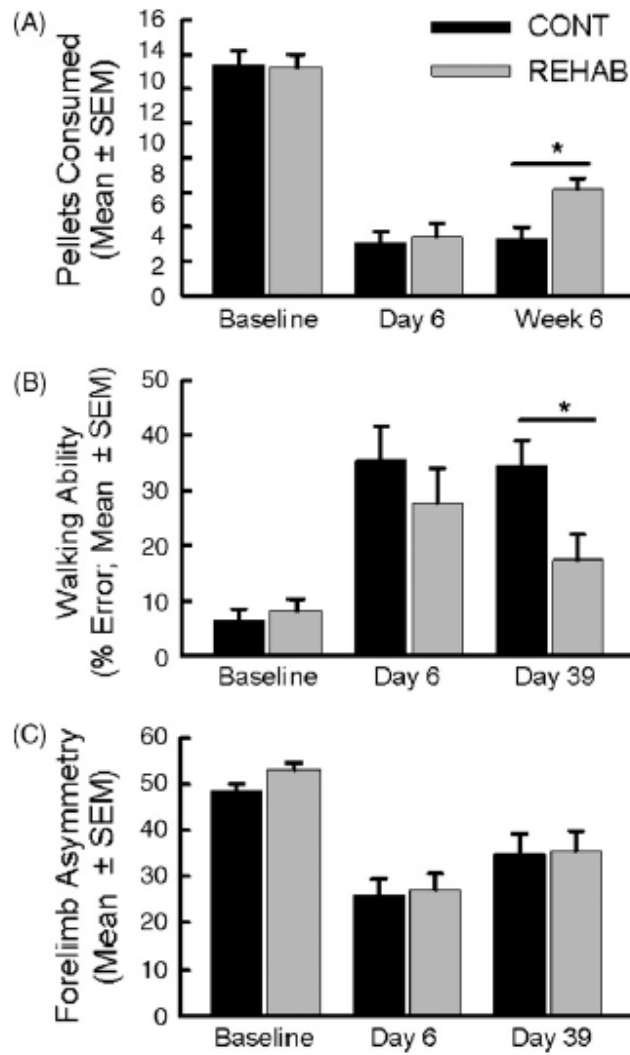 (A)
16
14
10
12
8
6
4
2
0
Pellets Consumed
(Mean ± SEM)
CONT
REHAB
*
Baseline
Day 6
Week 6
(B)
50
40
30
20
10
0
Walking Ability
(% Error; Mean ± SEM)
*
Baseline
Day 6
Day 39
(C)
60
50
40
30
20
10
0
Forelimb Asymmetry
(Mean ± SEM)
Baseline
Day 6
Day 39